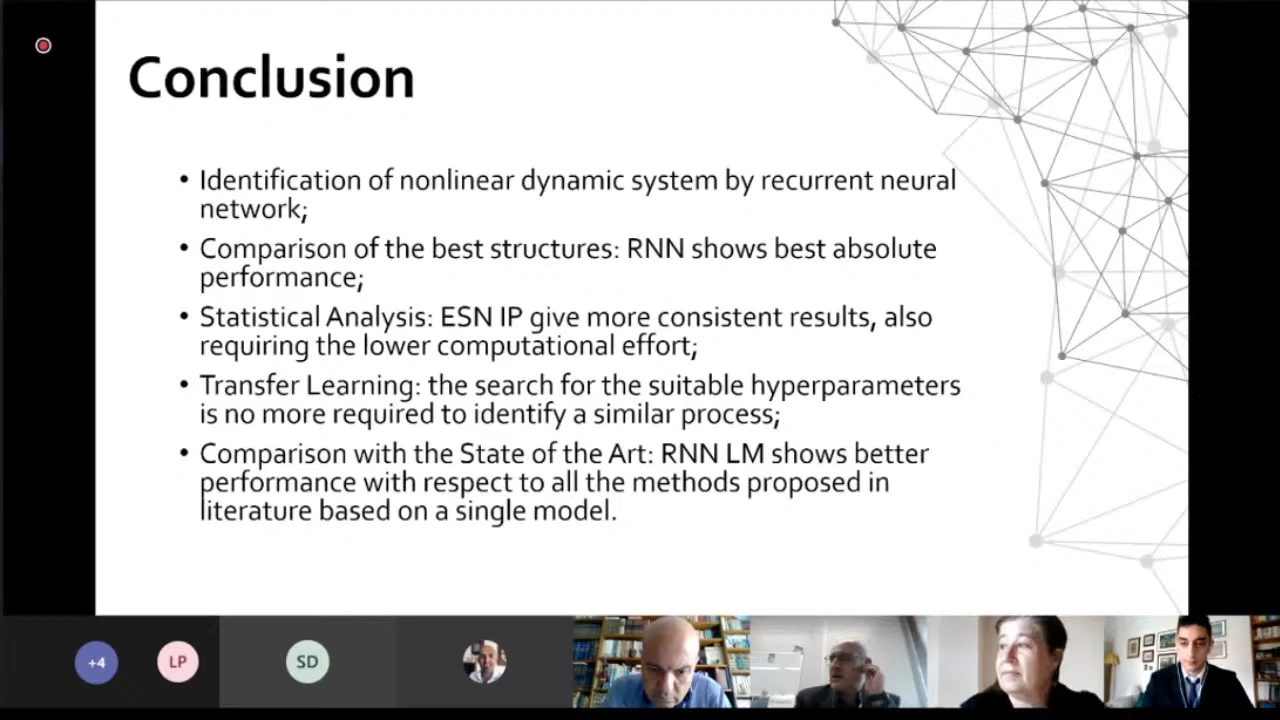 Conclusion
• Identification of nonlinear dynamic system by recurrent neural
network;
• Comparison of the best structures: RNN shows best absolute
performance;
• Statistical Analysis: ESN IP give more consistent results, also
requiring the lower computational effort;
• Transfer Learning: the search for the suitable hyperparameters
is no more required to identify a similar process;
• Comparison with the State of the Art: RNN LM shows better
performance with respect to all the methods proposed in
literature based on a single model.
+4
LP
SD